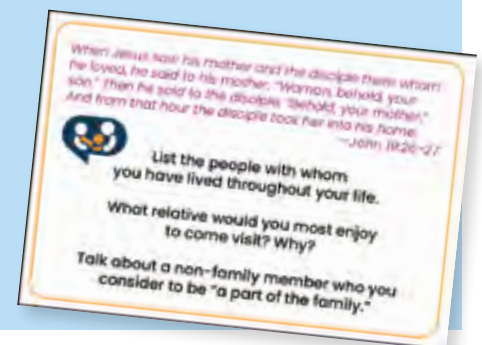 When Jesus saw his mother and the disciple there whom
he loved, he said to his mother, "Woman, behold, your
son." Then he said to the disciple, "Behold, your mother."
And from that hour the disciple took her into his home.
—John 19:26-27
List the people with whom
you have lived throughout your life.
What relative would you most enjoy
to come visit? Why?
Talk about a non-family member who you
consider to be "a part of the family."